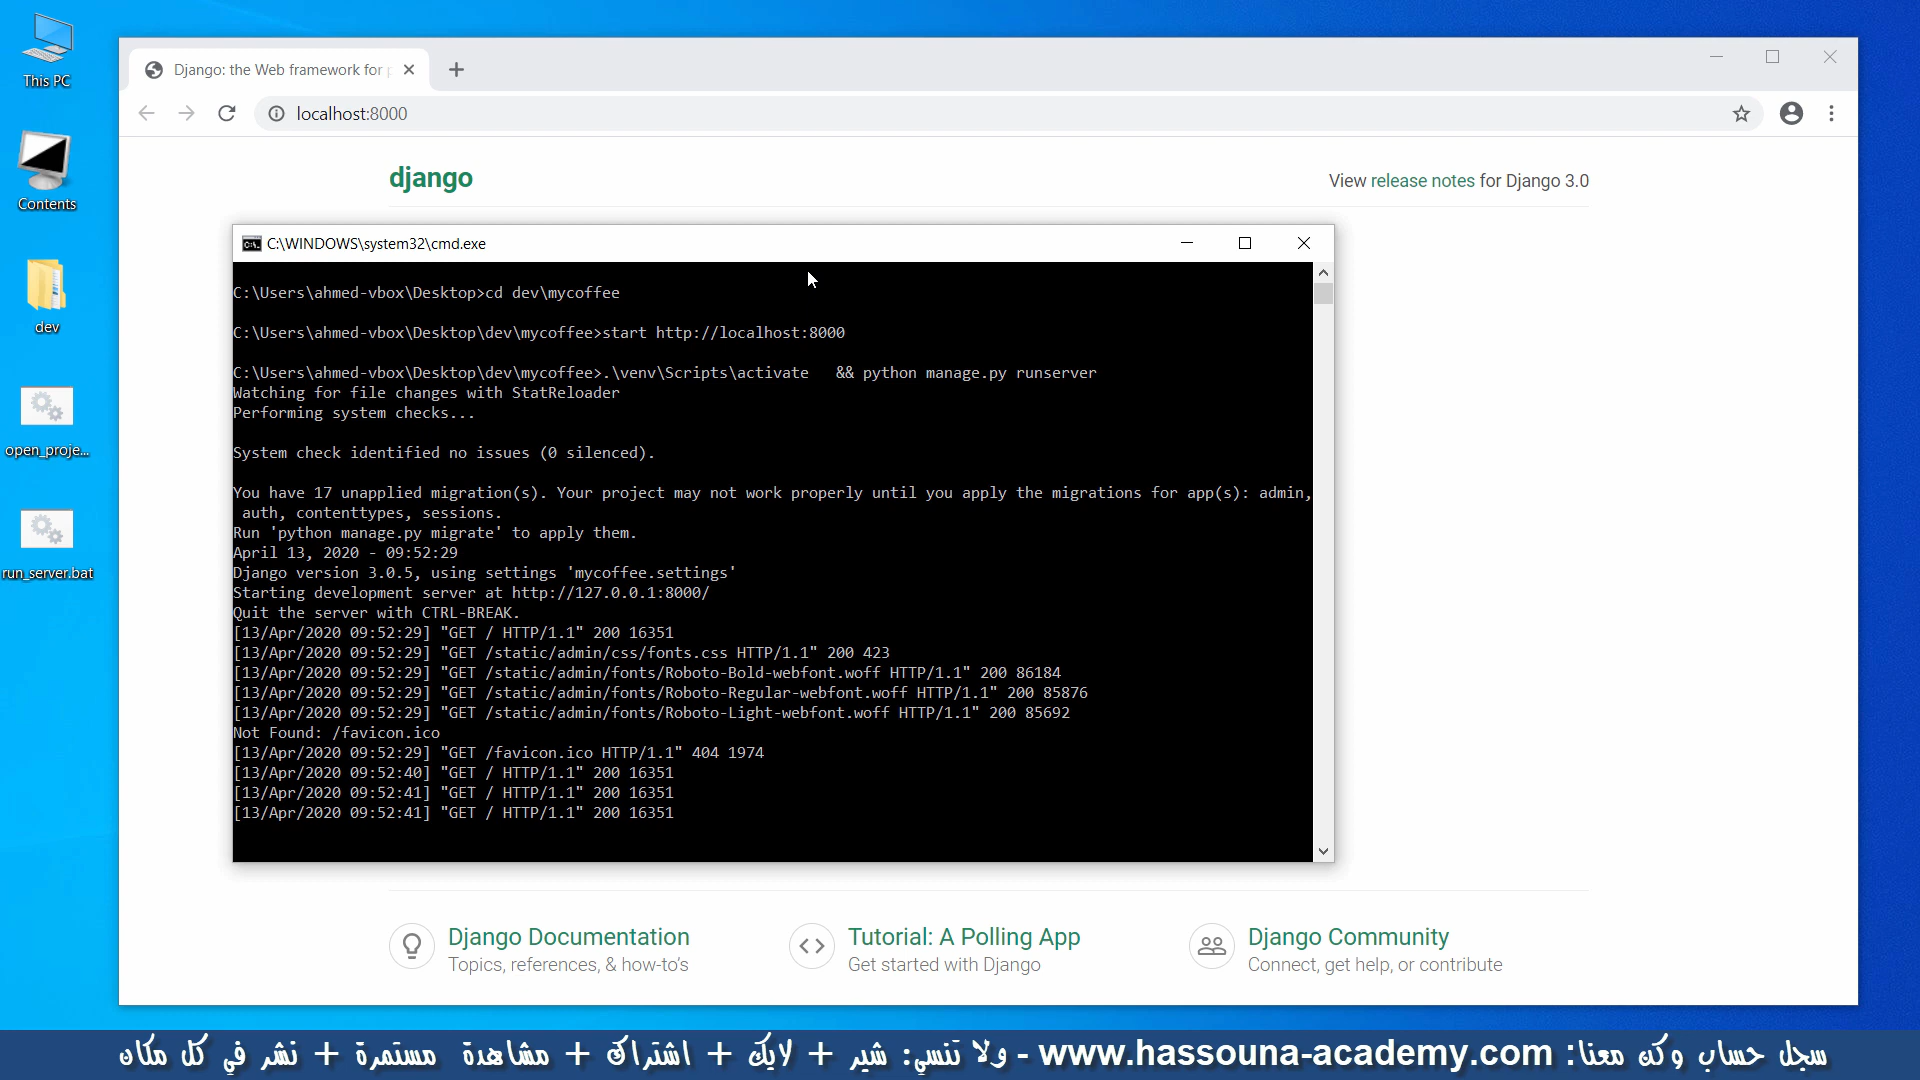 This PC
Contents
dev
open_proje...
run_server.bat
Django: the Web framework for p
localhost:8000
django
View release notes for Django 3.0
C:\WINDOWS\system32\cmd.exe
C:\Users\ahmed-vbox\Desktop>cd dev\mycoffee
C:\Users\ahmed-vbox\Desktop\dev\mycoffee>start http://localhost:8000
C:\Users\ahmed-vbox\Desktop\dev\mycoffee>.\venv\Scripts\activate   && python manage.py runserver
Watching for file changes with StatReloader
Performing system checks...
System check identified no issues (0 silenced).
You have 17 unapplied migration(s). Your project may not work properly until you apply the migrations for app(s): admin,
 auth, contenttypes, sessions.
Run 'python manage.py migrate' to apply them.
April 13, 2020 - 09:52:29
Django version 3.0.5, using settings 'mycoffee.settings'
Starting development server at http://127.0.0.1:8000/
Quit the server with CTRL-BREAK.
[13/Apr/2020 09:52:29] "GET / HTTP/1.1" 200 16351
[13/Apr/2020 09:52:29] "GET /static/admin/css/fonts.css HTTP/1.1" 200 423
[13/Apr/2020 09:52:29] "GET /static/admin/fonts/Roboto-Bold-webfont.woff HTTP/1.1" 200 86184
[13/Apr/2020 09:52:29] "GET /static/admin/fonts/Roboto-Regular-webfont.woff HTTP/1.1" 200 85876
[13/Apr/2020 09:52:29] "GET /static/admin/fonts/Roboto-Light-webfont.woff HTTP/1.1" 200 85692
Not Found: /favicon.ico
[13/Apr/2020 09:52:29] "GET /favicon.ico HTTP/1.1" 404 1974
[13/Apr/2020 09:52:40] "GET / HTTP/1.1" 200 16351
[13/Apr/2020 09:52:41] "GET / HTTP/1.1" 200 16351
[13/Apr/2020 09:52:41] "GET / HTTP/1.1" 200 16351
Django Documentation
Topics, references, & how-to's
Tutorial: A Polling App
Get started with Django
Django Community
Connect, get help, or contribute
سجل حساب وكن معنا: www.hassouna-academy.com - ولا تنسي: شير + لايك + اشتراك + مشاهدة مستمرة + نشر في كل مكان